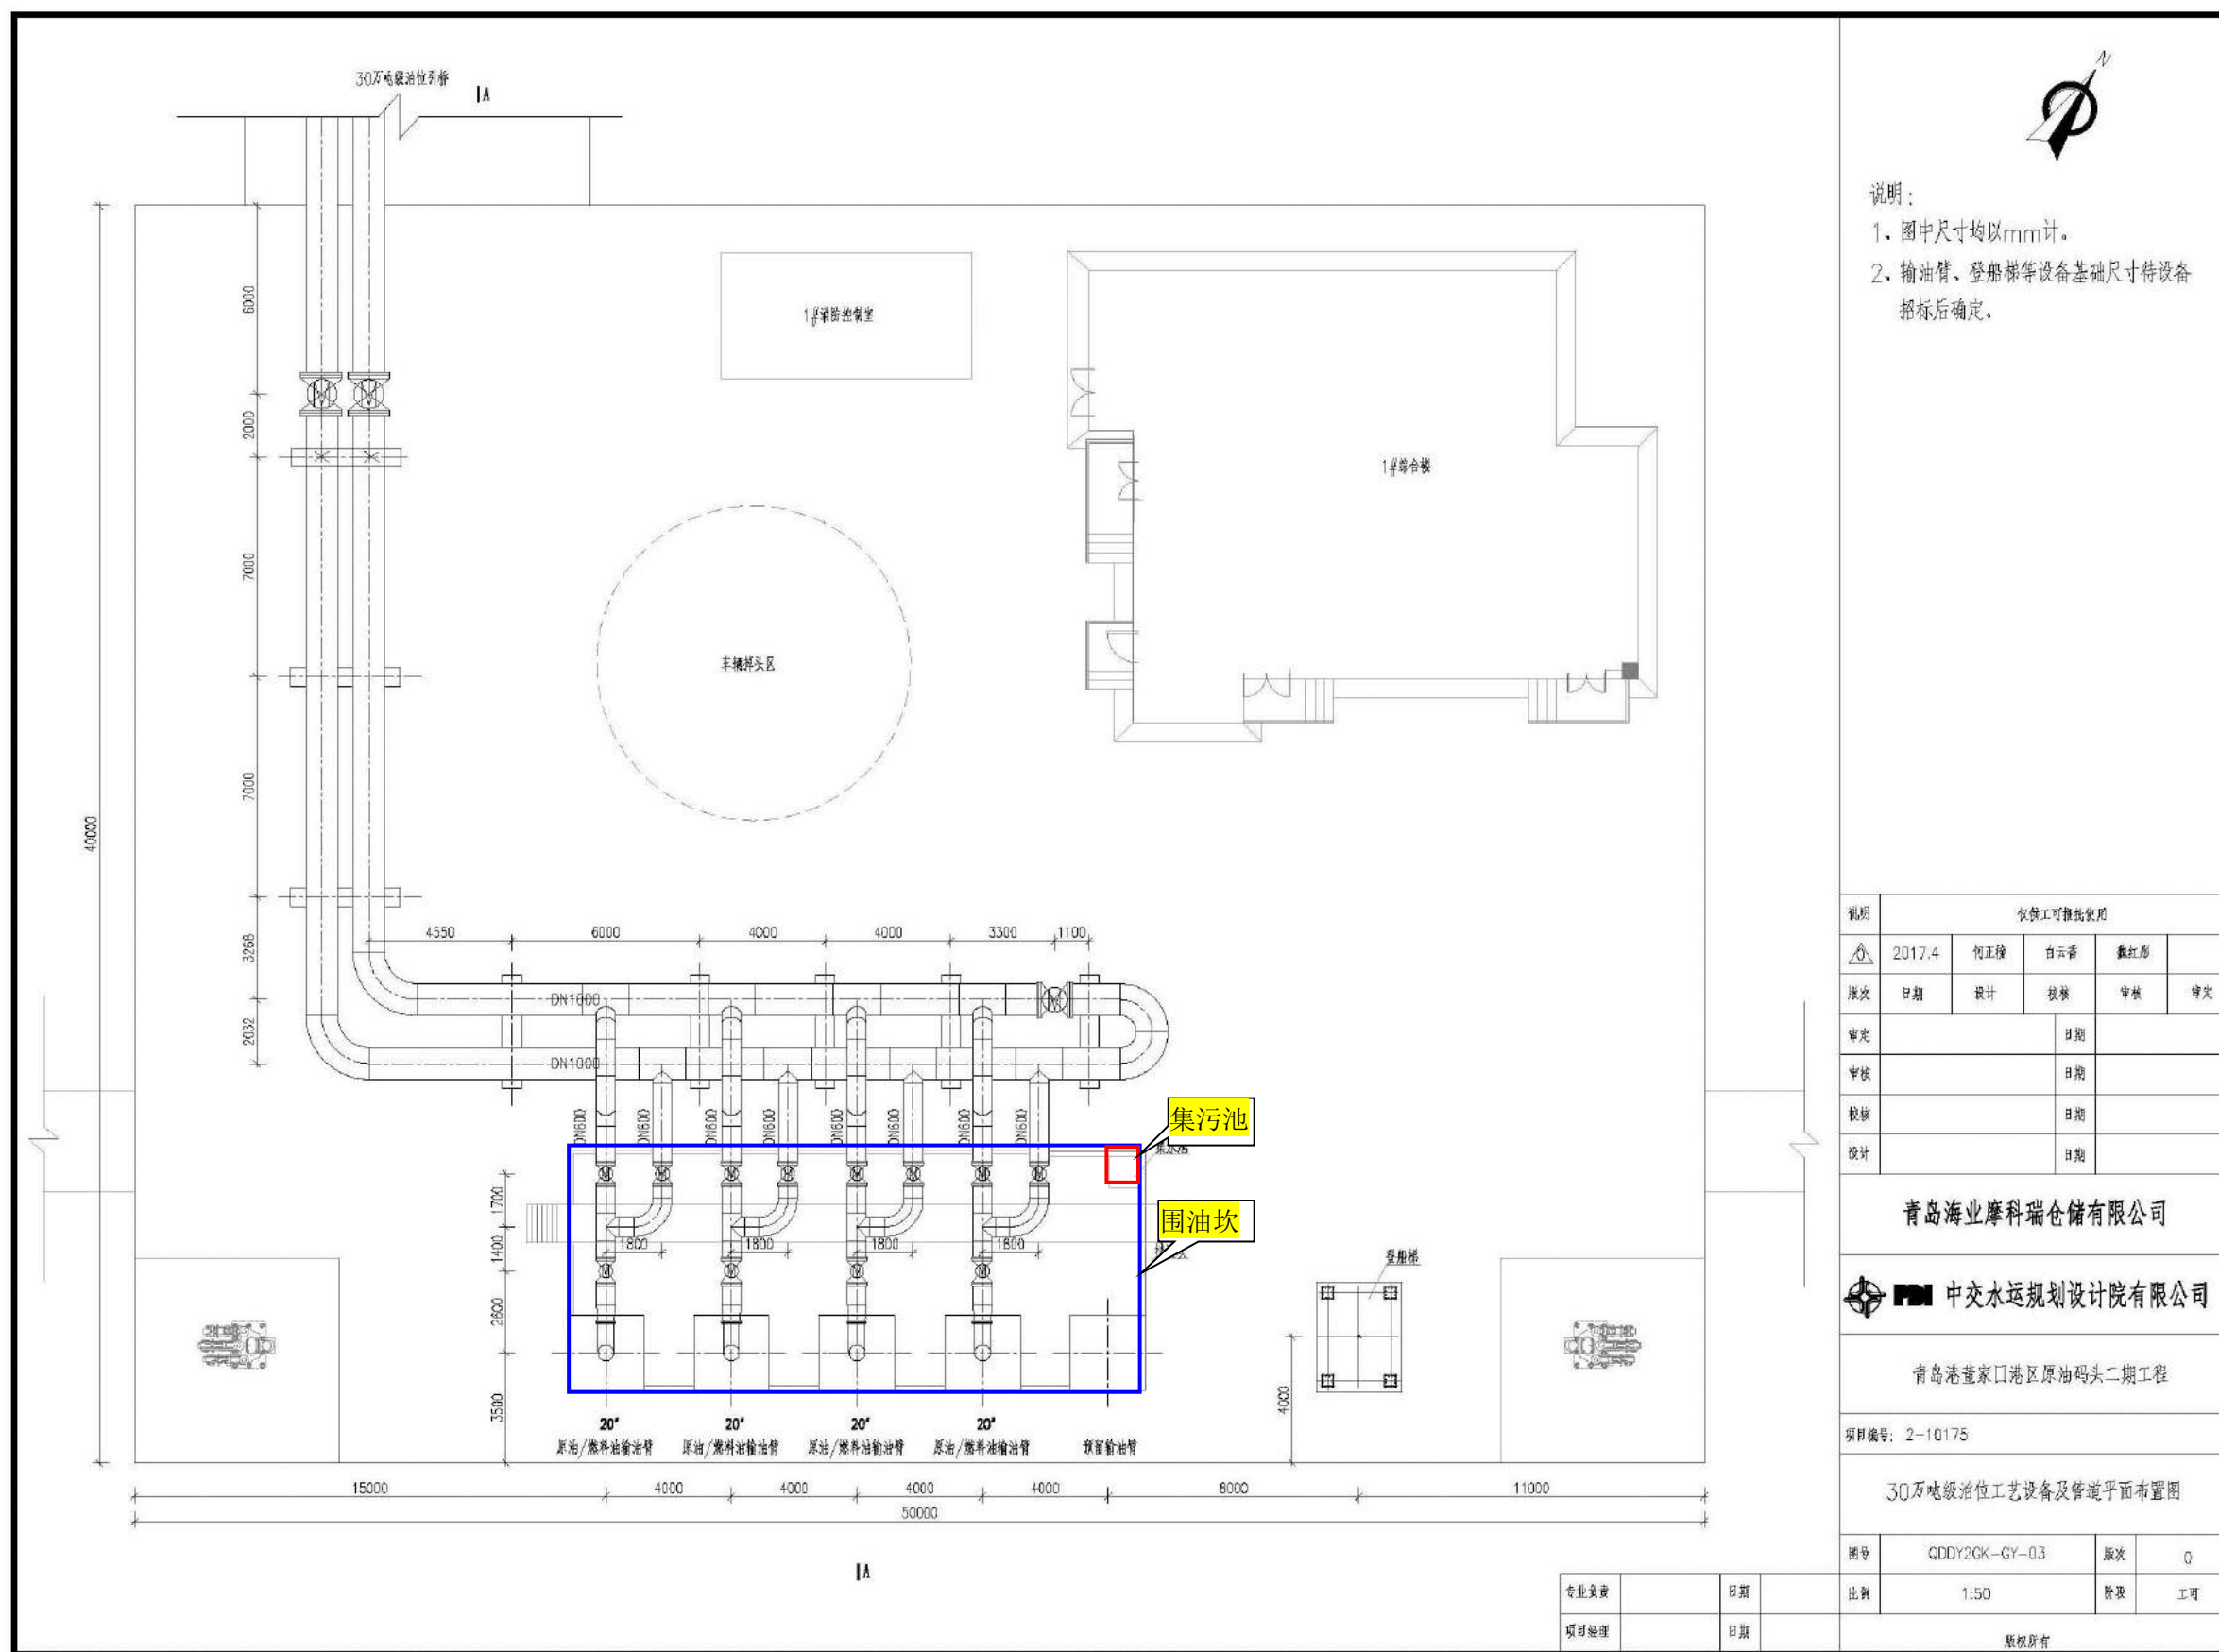 30万吨级泊位引桥
A
N
说明：
1、图中尺寸均以mm计。
2、输油臂、登船梯等设备基础尺寸待设备
招标后确定。
1#消防控制室
1#综合楼
车辆掉头区
6000
2000
7000
7000
3268
2032
40000
4550
6000
4000
4000
3300
1100
DN1000
DN1000
DN600
DN600
DN600
DN600
DN600
DN600
DN600
DN600
集污池
围油坎
1700
1400
2600
3500
1800
1800
1800
1800
登船梯
4000
20"
20"
20"
20"
原油/燃料油输油臂
原油/燃料油输油臂
原油/燃料油输油臂
原油/燃料油输油臂
预留输油臂
15000
4000
4000
4000
4000
8000
11000
50000
A
说明
仅供工可报批使用
0 2017.4 白云香
版次 日期 设计 校核 审核 审定
审定 日期
审核 日期
校核 日期
设计 日期
青岛海业摩科瑞仓储有限公司
PDI 中交水运规划设计院有限公司
青岛港董家口港区原油码头二期工程
项目编号： 2-10175
30万吨级泊位工艺设备及管道平面布置图
图号 QDDY2GK-GY-03 版次 0
比例 1:50 阶段 工可
专业负责 日期
项目经理 日期
版权所有